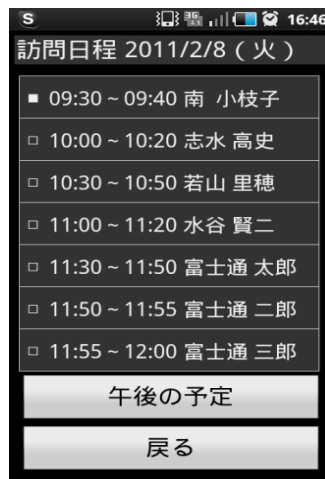 S 3G 16:46
訪問日程 2011/2/8 ( 火 )
■ 09:30 ~ 09:40 南 小枝子
□ 10:00 ~ 10:20 志水 高史
□ 10:30 ~ 10:50 若山 里穂
□ 11:00 ~ 11:20 水谷 賢二
□ 11:30 ~ 11:50 富士通 太郎
□ 11:50 ~ 11:55 富士通 二郎
□ 11:55 ~ 12:00 富士通 三郎
午後の予定
戻る